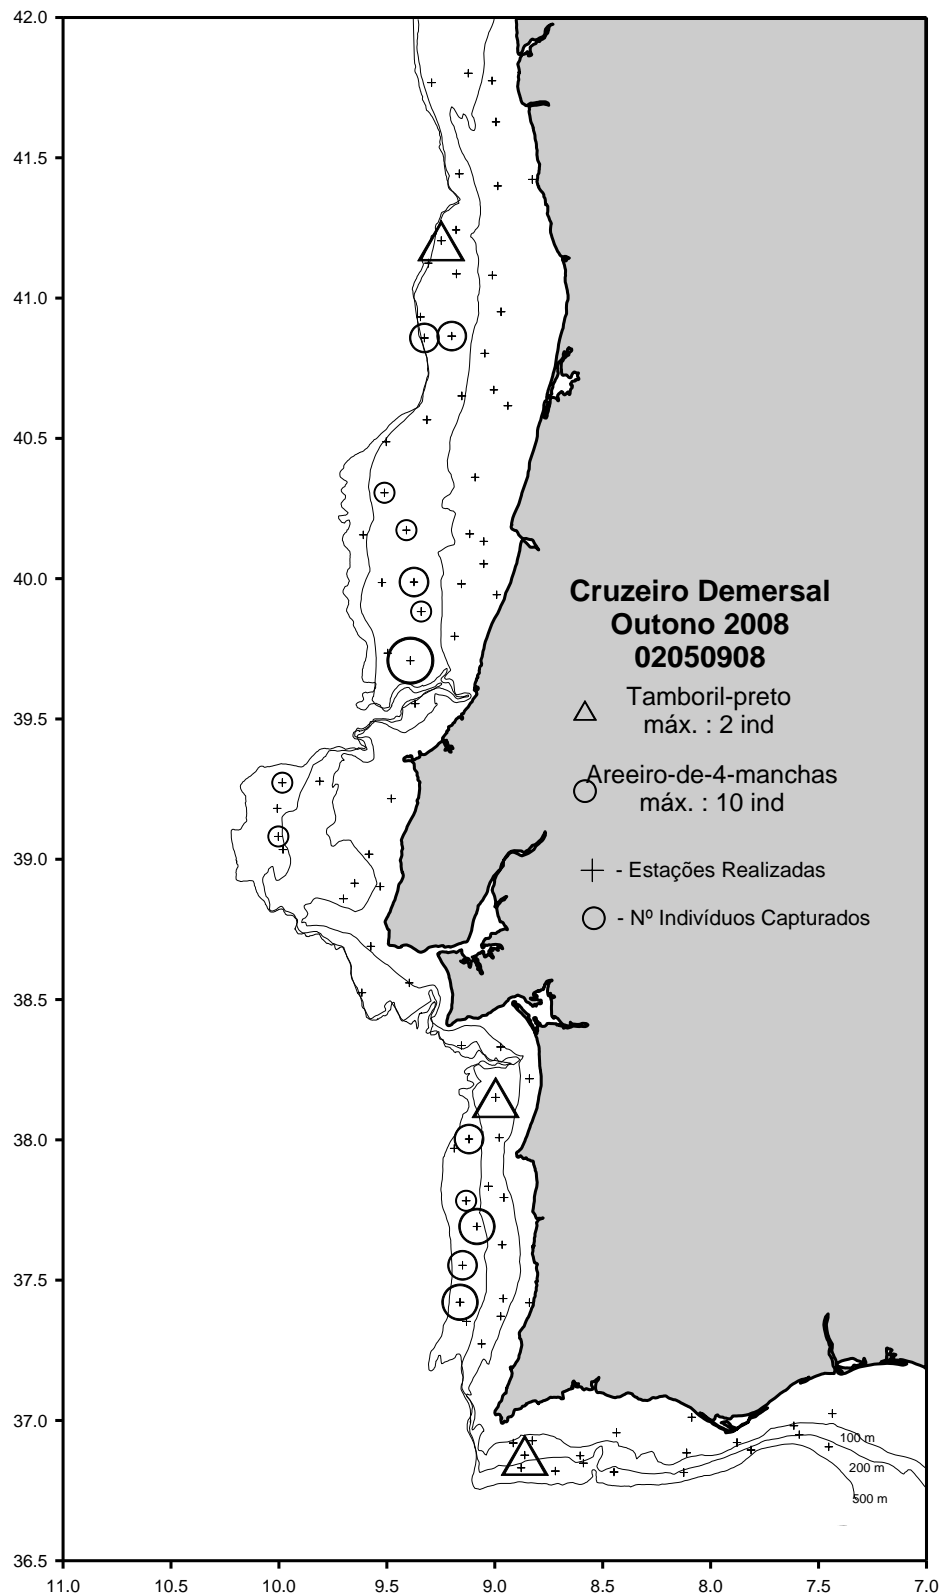 42.0
41.5
41.0
40.5
40.0
39.5
39.0
38.5
38.0
37.5
37.0
36.5
Cruzeiro Demersal
Outono 2008
02050908
Tamboril-preto
máx. : 2 ind
Areeiro-de-4-manchas
máx. : 10 ind
- Estações Realizadas
- Nº Indivíduos Capturados
100 m
200 m
500 m
11.0 10.5 10.0 9.5 9.0 8.5 8.0 7.5 7.0